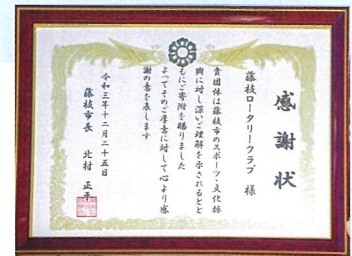 感謝状
藤枝ロータリークラブ 様
貴団体は藤枝市のスポーツ・文化振
興に対し深いご理解を示されるとと
もにご寄附を賜りました
よってそのご厚意に対して心より感
謝の意を表します
令和三年十二月二十五日
藤枝市長 北村 正平